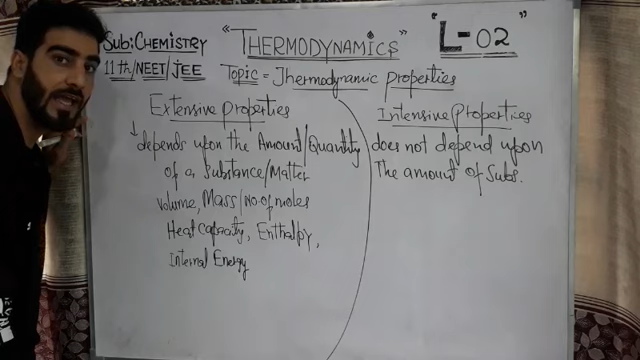 Sub: CHEMISTRY
"THERMODYNAMICS"
"L-02"
11th/NEET/JEE
Topic = Thermodynamic properties
Extensive properties
depends upon the Amount/Quantity
of a Substance/Matter
Volume, Mass/No. of moles
Heat capacity, Enthalpy,
Internal Energy
Intensive Properties
does not depend upon
The amount of Subs.